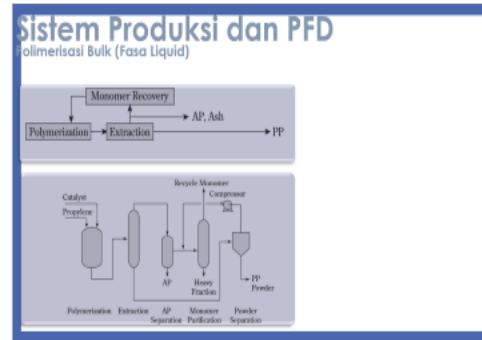 Sistem Produksi dan PFD
Polimerisasi Bulk (Fasa Liquid)
Monomer Recovery
AP, Ash
Polymerization
Extraction
PP
Recycle Monomer
Catalyst
Compressor
Propylene
AP
Heavy
Fraction
PP
Powder
Polymerization
Extraction
AP
Separation
Monomer
Purification
Powder
Separation